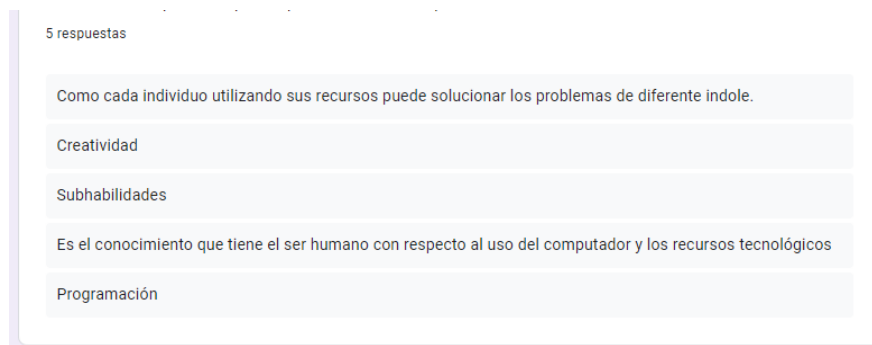 5 respuestas
Como cada individuo utilizando sus recursos puede solucionar los problemas de diferente indole.
Creatividad
Subhabilidades
Es el conocimiento que tiene el ser humano con respecto al uso del computador y los recursos tecnológicos
Programación